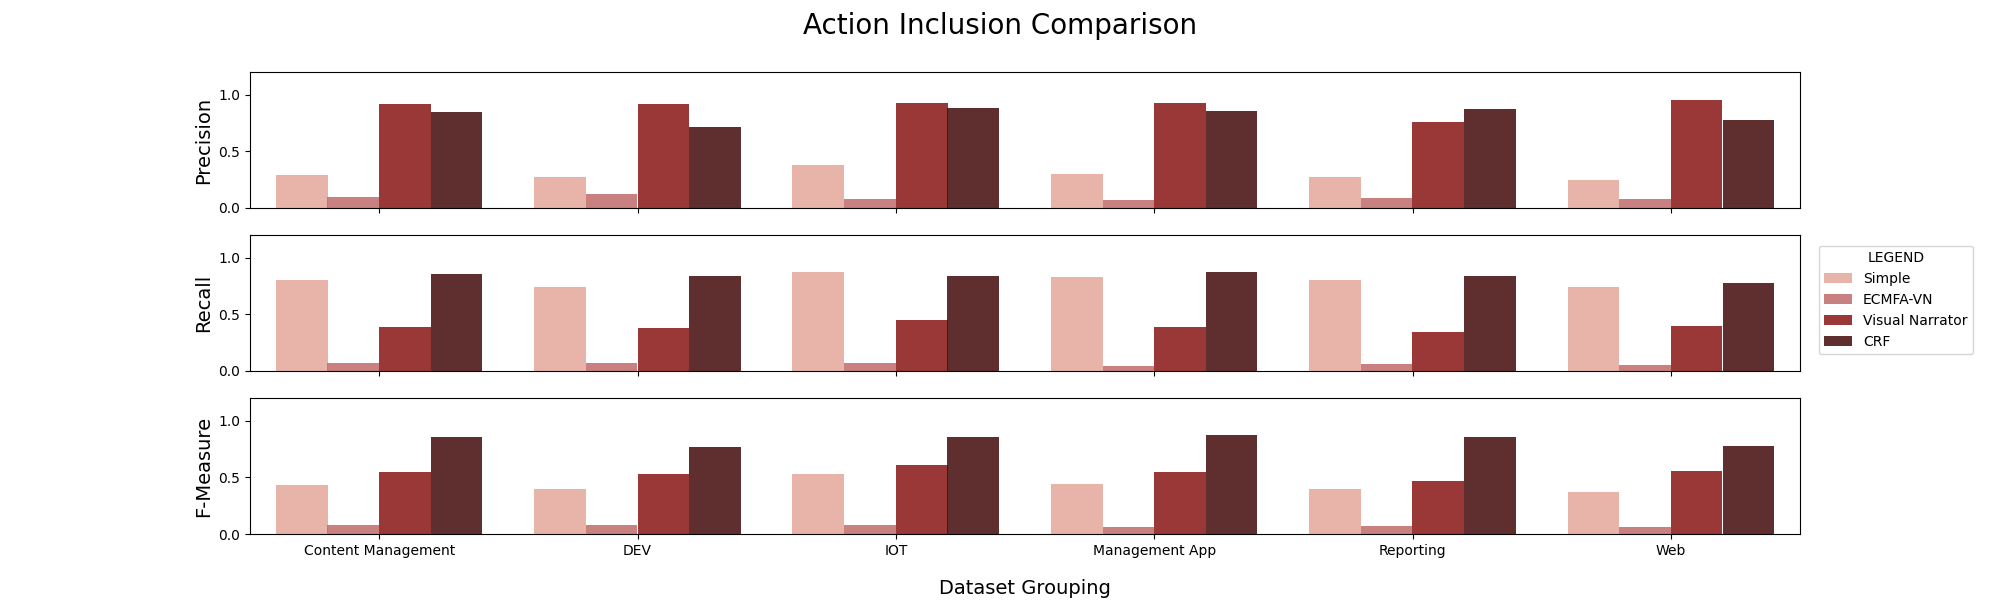 Action Inclusion Comparison
Precision
1.0
0.5
0.0
Recall
1.0
0.5
0.0
LEGEND
Simple
ECMFA-VN
Visual Narrator
CRF
F-Measure
1.0
0.5
0.0
Content Management DEV IOT Management App Reporting Web
Dataset Grouping